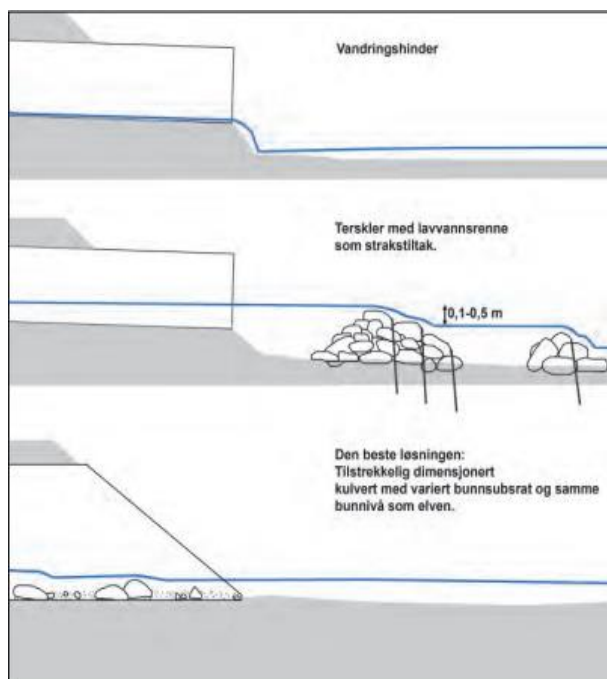 Vandringshinder
Terskler med lavvannsrenne
som strakstiltak.
0,1-0,5 m
Den beste løsningen:
Tilstrekkelig dimensjonert
kulvert med variert bunnsubsrat og samme
bunnivå som elven.